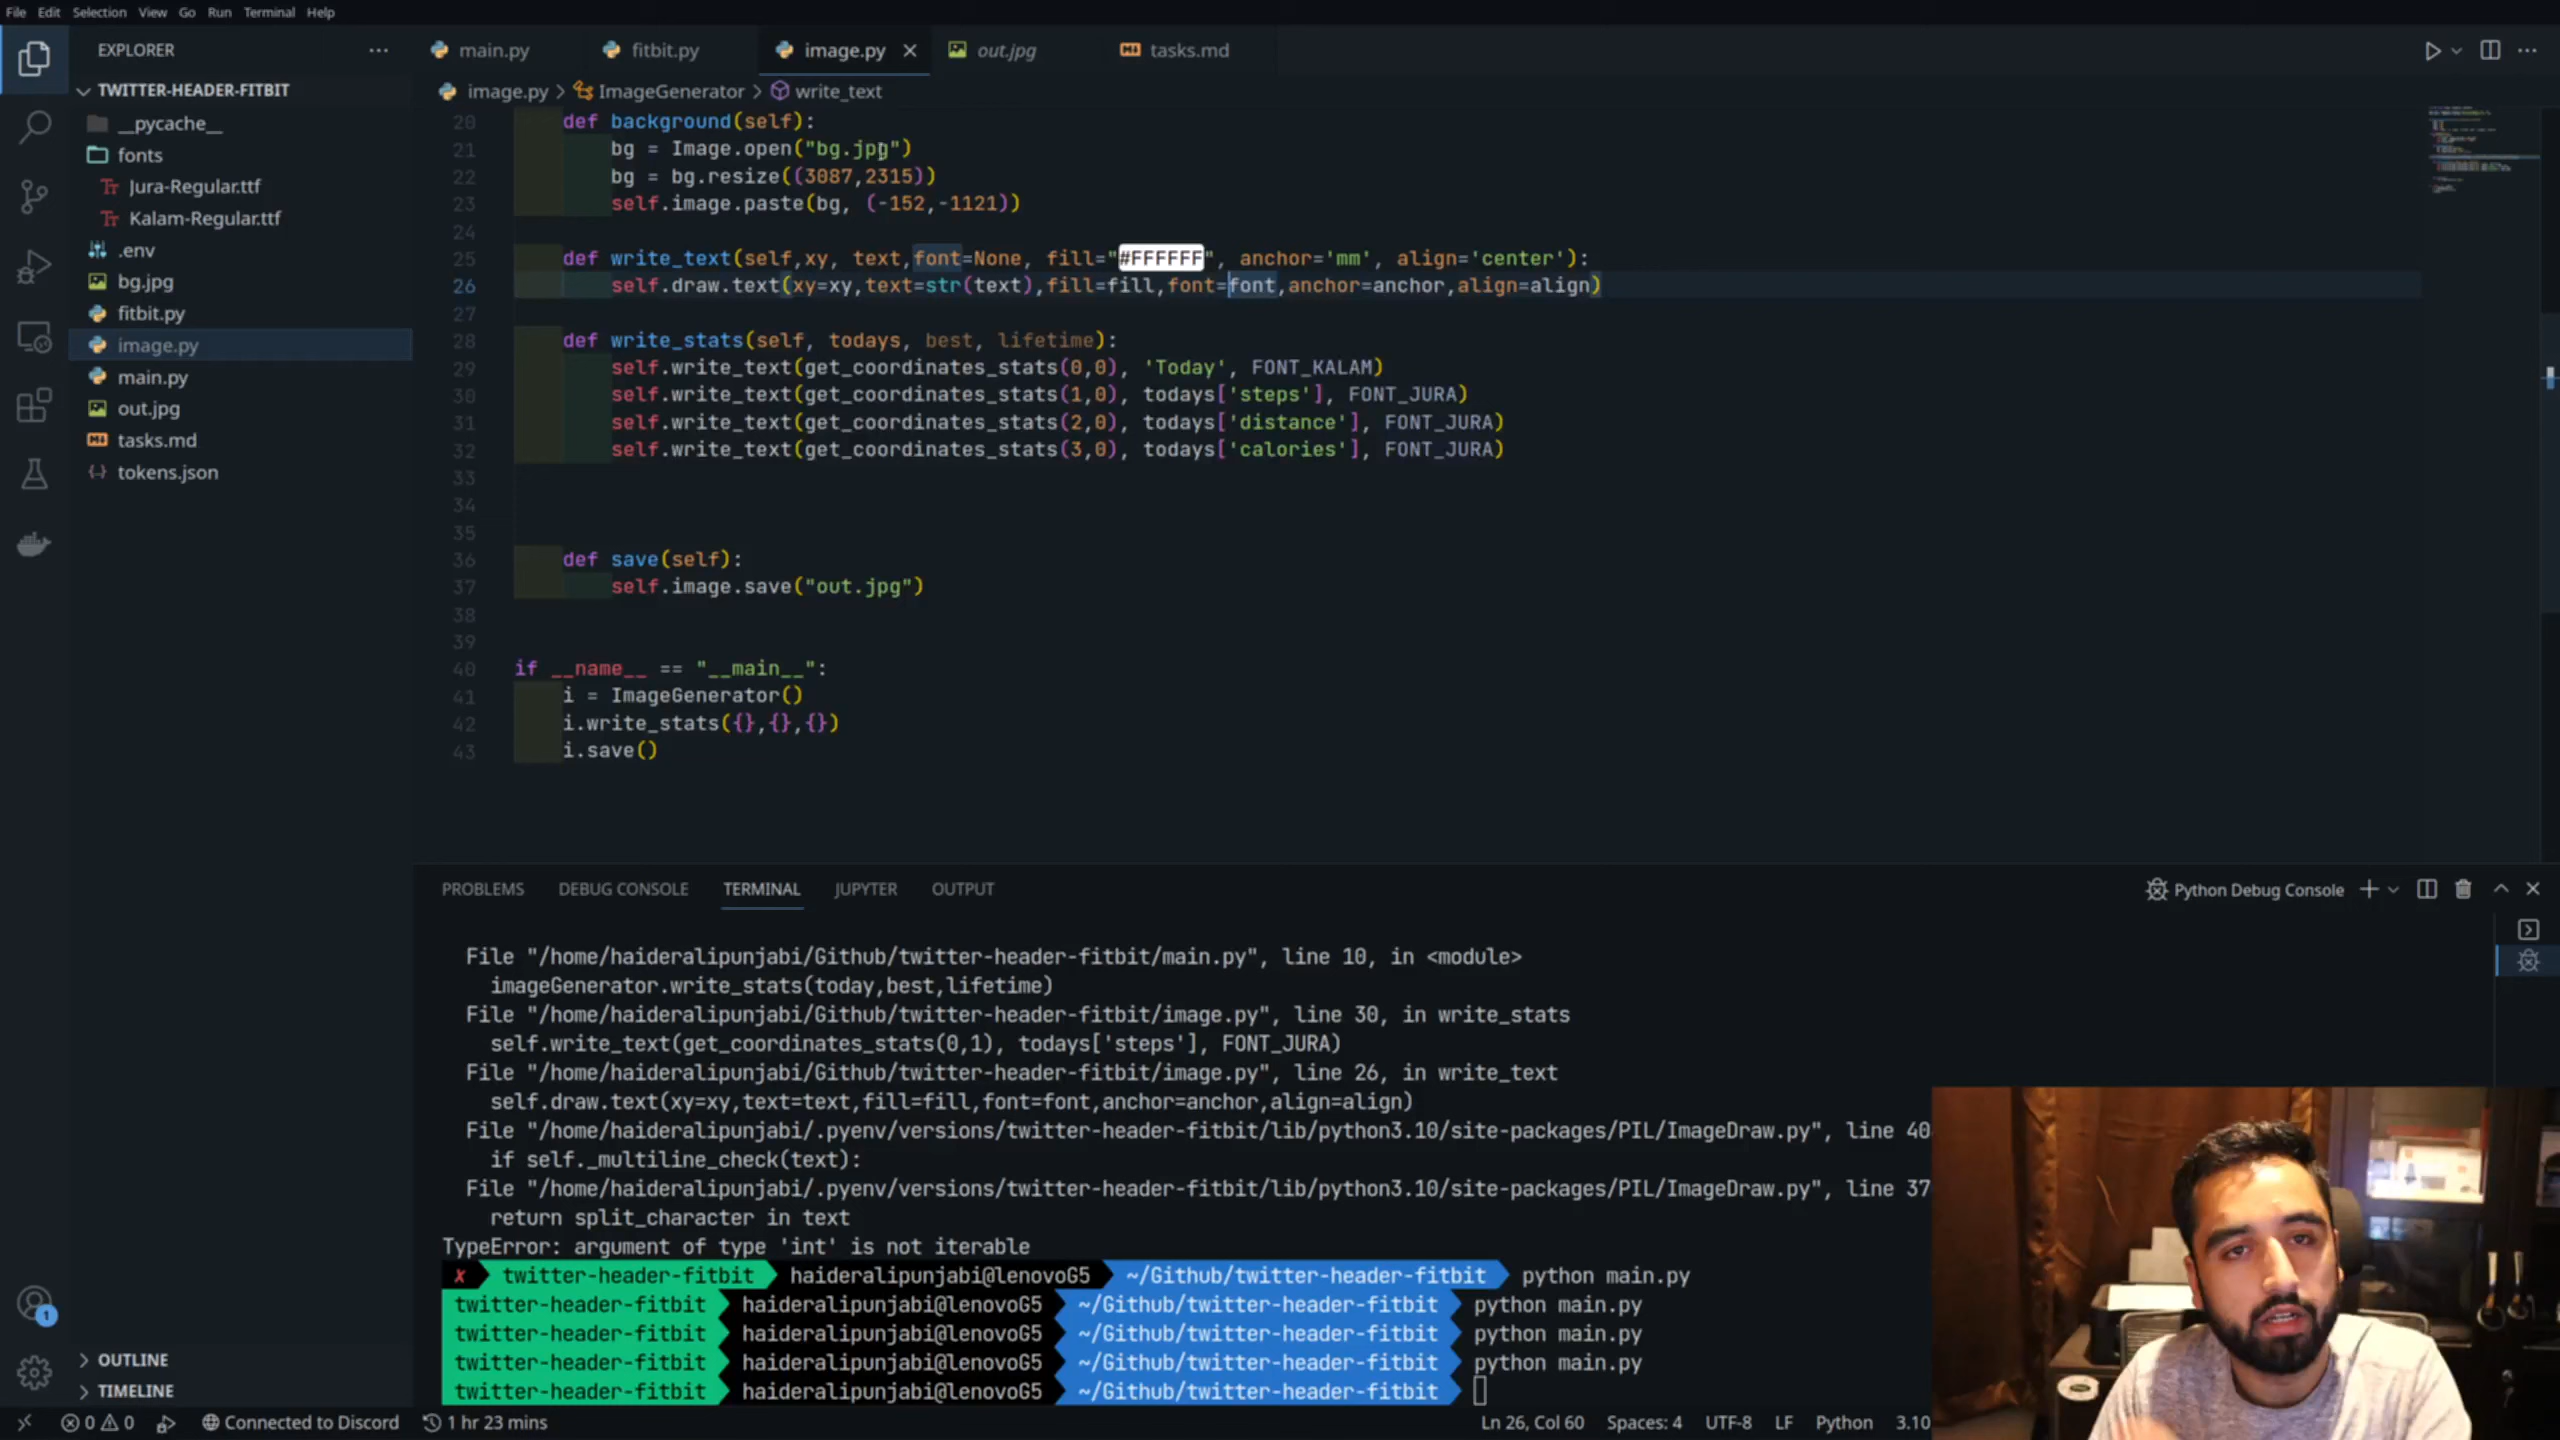 File Edit Selection View Go Run Terminal Help
EXPLORER
TWITTER-HEADER-FITBIT
__pycache__
fonts
Jura-Regular.ttf
Kalam-Regular.ttf
.env
bg.jpg
fitbit.py
image.py
main.py
out.jpg
tasks.md
tokens.json
OUTLINE
TIMELINE
main.py fitbit.py image.py out.jpg tasks.md
image.py > ImageGenerator > write_text
20 def background(self):
21 bg = Image.open("bg.jpg")
22 bg = bg.resize((3087,2315))
23 self.image.paste(bg, (-152,-1121))
24
25 def write_text(self,xy, text,font=None, fill="#FFFFFF", anchor='mm', align='center'):
26 self.draw.text(xy=xy,text=str(text),fill=fill,font=font,anchor=anchor,align=align)
27
28 def write_stats(self, todays, best, lifetime):
29 self.write_text(get_coordinates_stats(0,0), 'Today', FONT_KALAM)
30 self.write_text(get_coordinates_stats(1,0), todays['steps'], FONT_JURA)
31 self.write_text(get_coordinates_stats(2,0), todays['distance'], FONT_JURA)
32 self.write_text(get_coordinates_stats(3,0), todays['calories'], FONT_JURA)
33
34
35
36 def save(self):
37 self.image.save("out.jpg")
38
39
40 if __name__ == "__main__":
41 i = ImageGenerator()
42 i.write_stats({},{},{})
43 i.save()
PROBLEMS DEBUG CONSOLE TERMINAL JUPYTER OUTPUT
Python Debug Console
File "/home/haideralipunjabi/Github/twitter-header-fitbit/main.py", line 10, in <module>
imageGenerator.write_stats(today,best,lifetime)
File "/home/haideralipunjabi/Github/twitter-header-fitbit/image.py", line 30, in write_stats
self.write_text(get_coordinates_stats(0,1), todays['steps'], FONT_JURA)
File "/home/haideralipunjabi/Github/twitter-header-fitbit/image.py", line 26, in write_text
self.draw.text(xy=xy,text=text,fill=fill,font=font,anchor=anchor,align=align)
File "/home/haideralipunjabi/.pyenv/versions/twitter-header-fitbit/lib/python3.10/site-packages/PIL/ImageDraw.py", line 40
if self._multiline_check(text):
File "/home/haideralipunjabi/.pyenv/versions/twitter-header-fitbit/lib/python3.10/site-packages/PIL/ImageDraw.py", line 37
return split_character in text
TypeError: argument of type 'int' is not iterable
✗ twitter-header-fitbit haideralipunjabi@lenovoG5 ~/Github/twitter-header-fitbit python main.py
twitter-header-fitbit haideralipunjabi@lenovoG5 ~/Github/twitter-header-fitbit python main.py
twitter-header-fitbit haideralipunjabi@lenovoG5 ~/Github/twitter-header-fitbit python main.py
twitter-header-fitbit haideralipunjabi@lenovoG5 ~/Github/twitter-header-fitbit python main.py
twitter-header-fitbit haideralipunjabi@lenovoG5 ~/Github/twitter-header-fitbit
1
0 0 Connected to Discord 1 hr 23 mins Ln 26, Col 60 Spaces: 4 UTF-8 LF Python 3.10